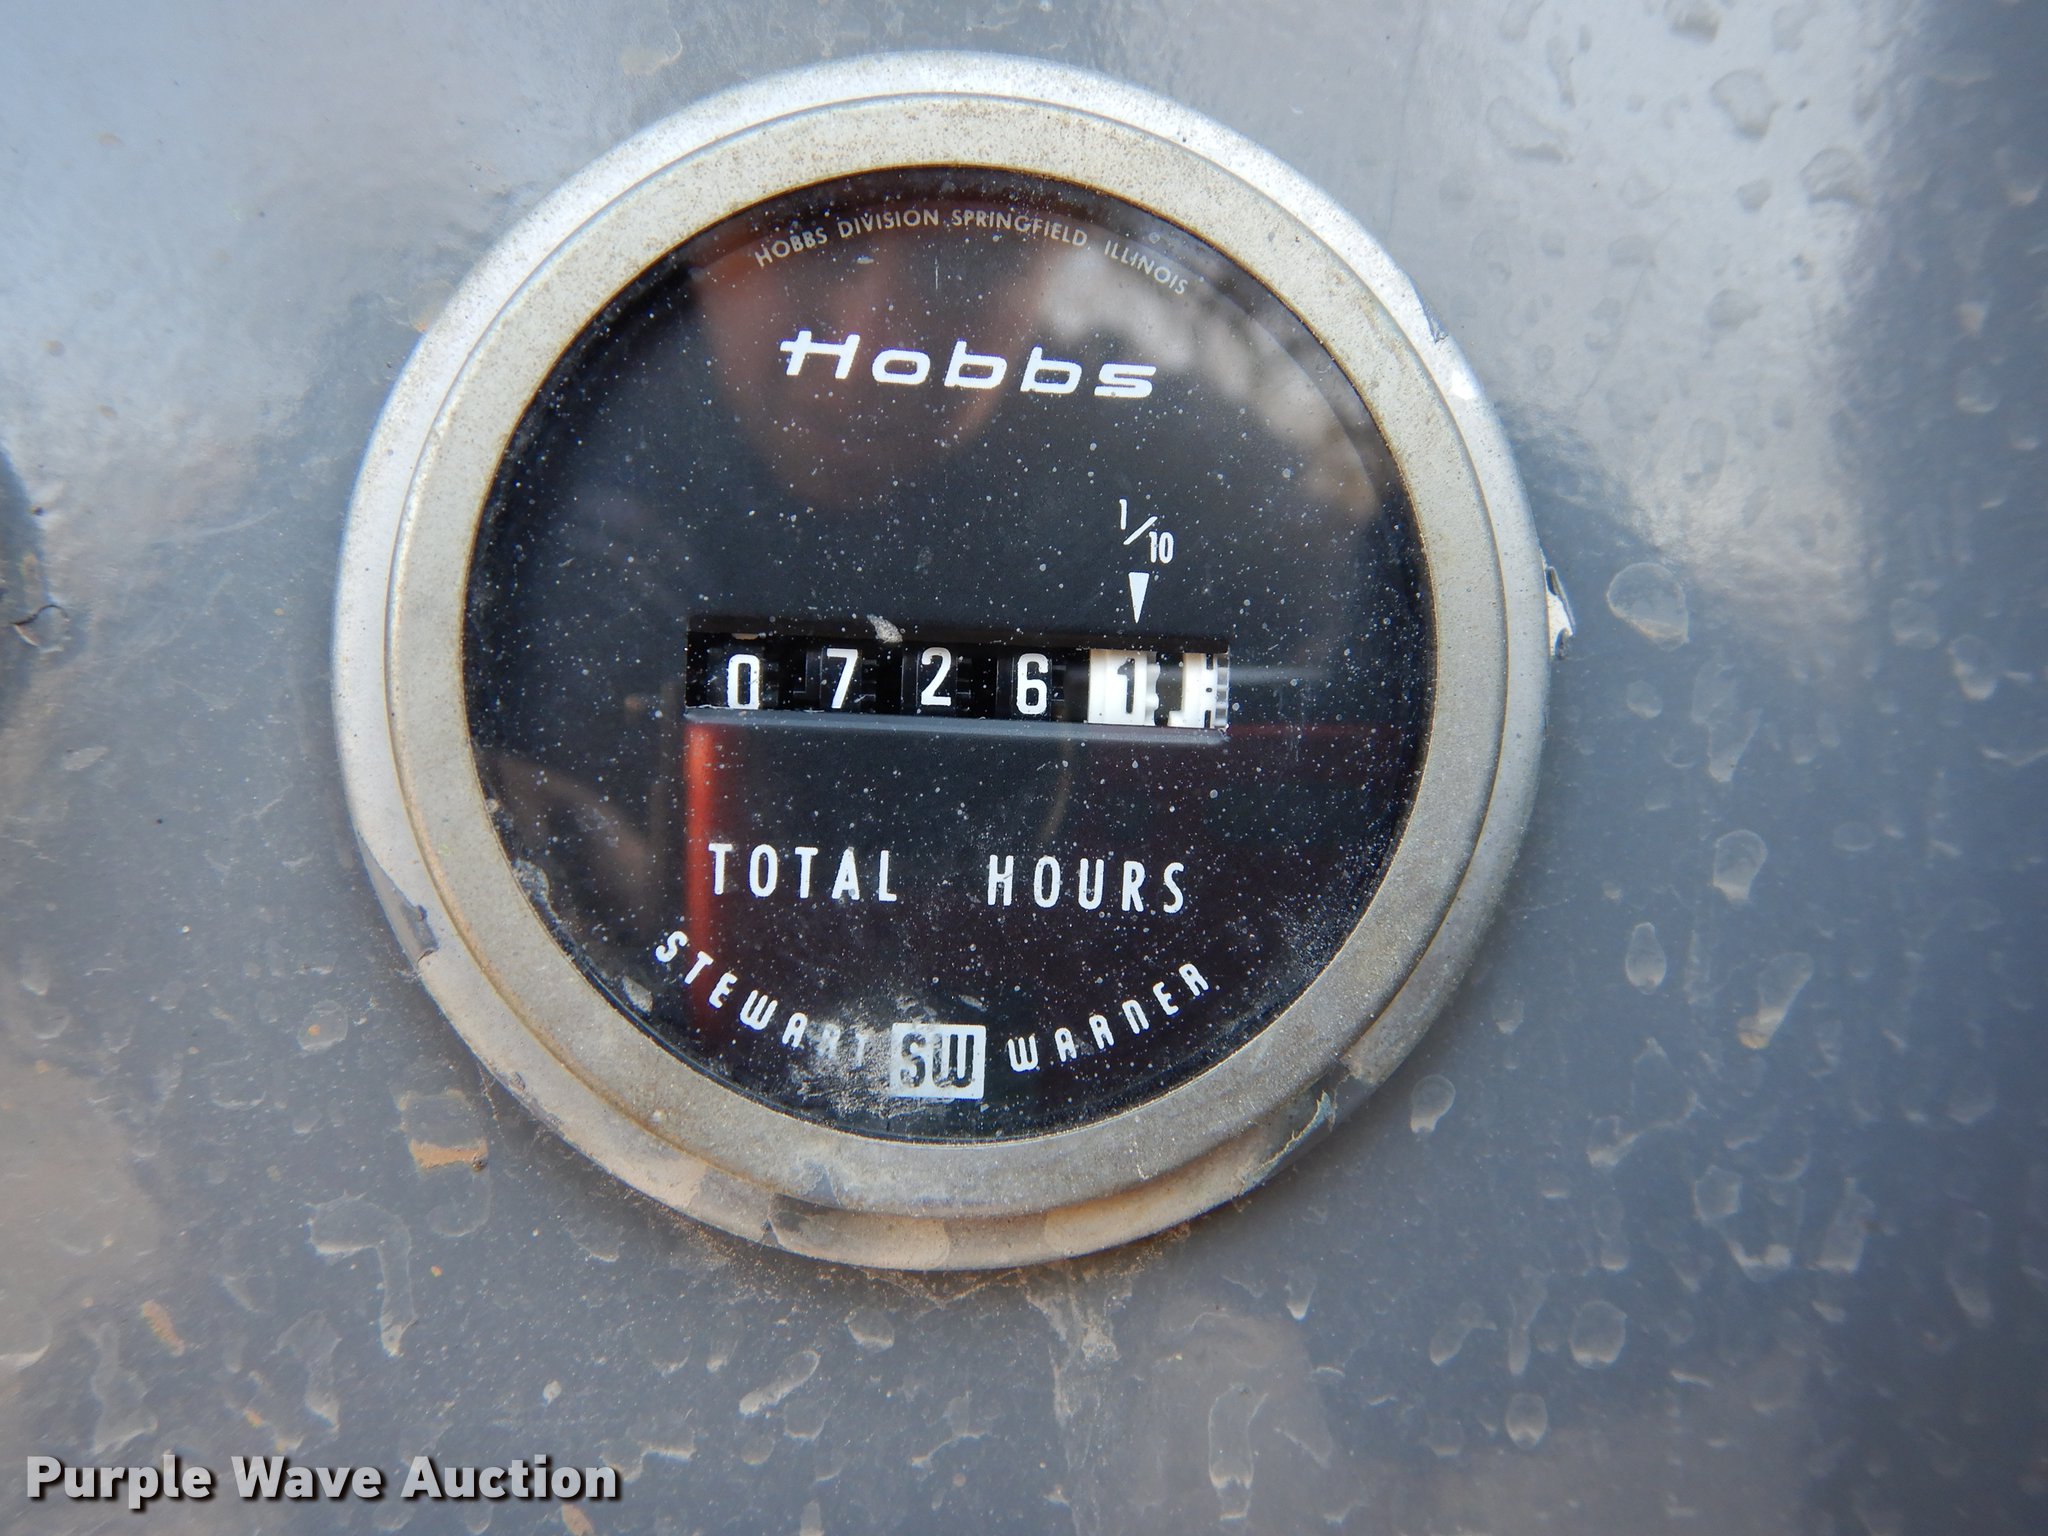 HOBBS DIVISION SPRINGFIELD, ILLINOIS
Hobbs
1/10
0 7 2 6 1
TOTAL HOURS
STEWART SW WARNER
Purple Wave Auction